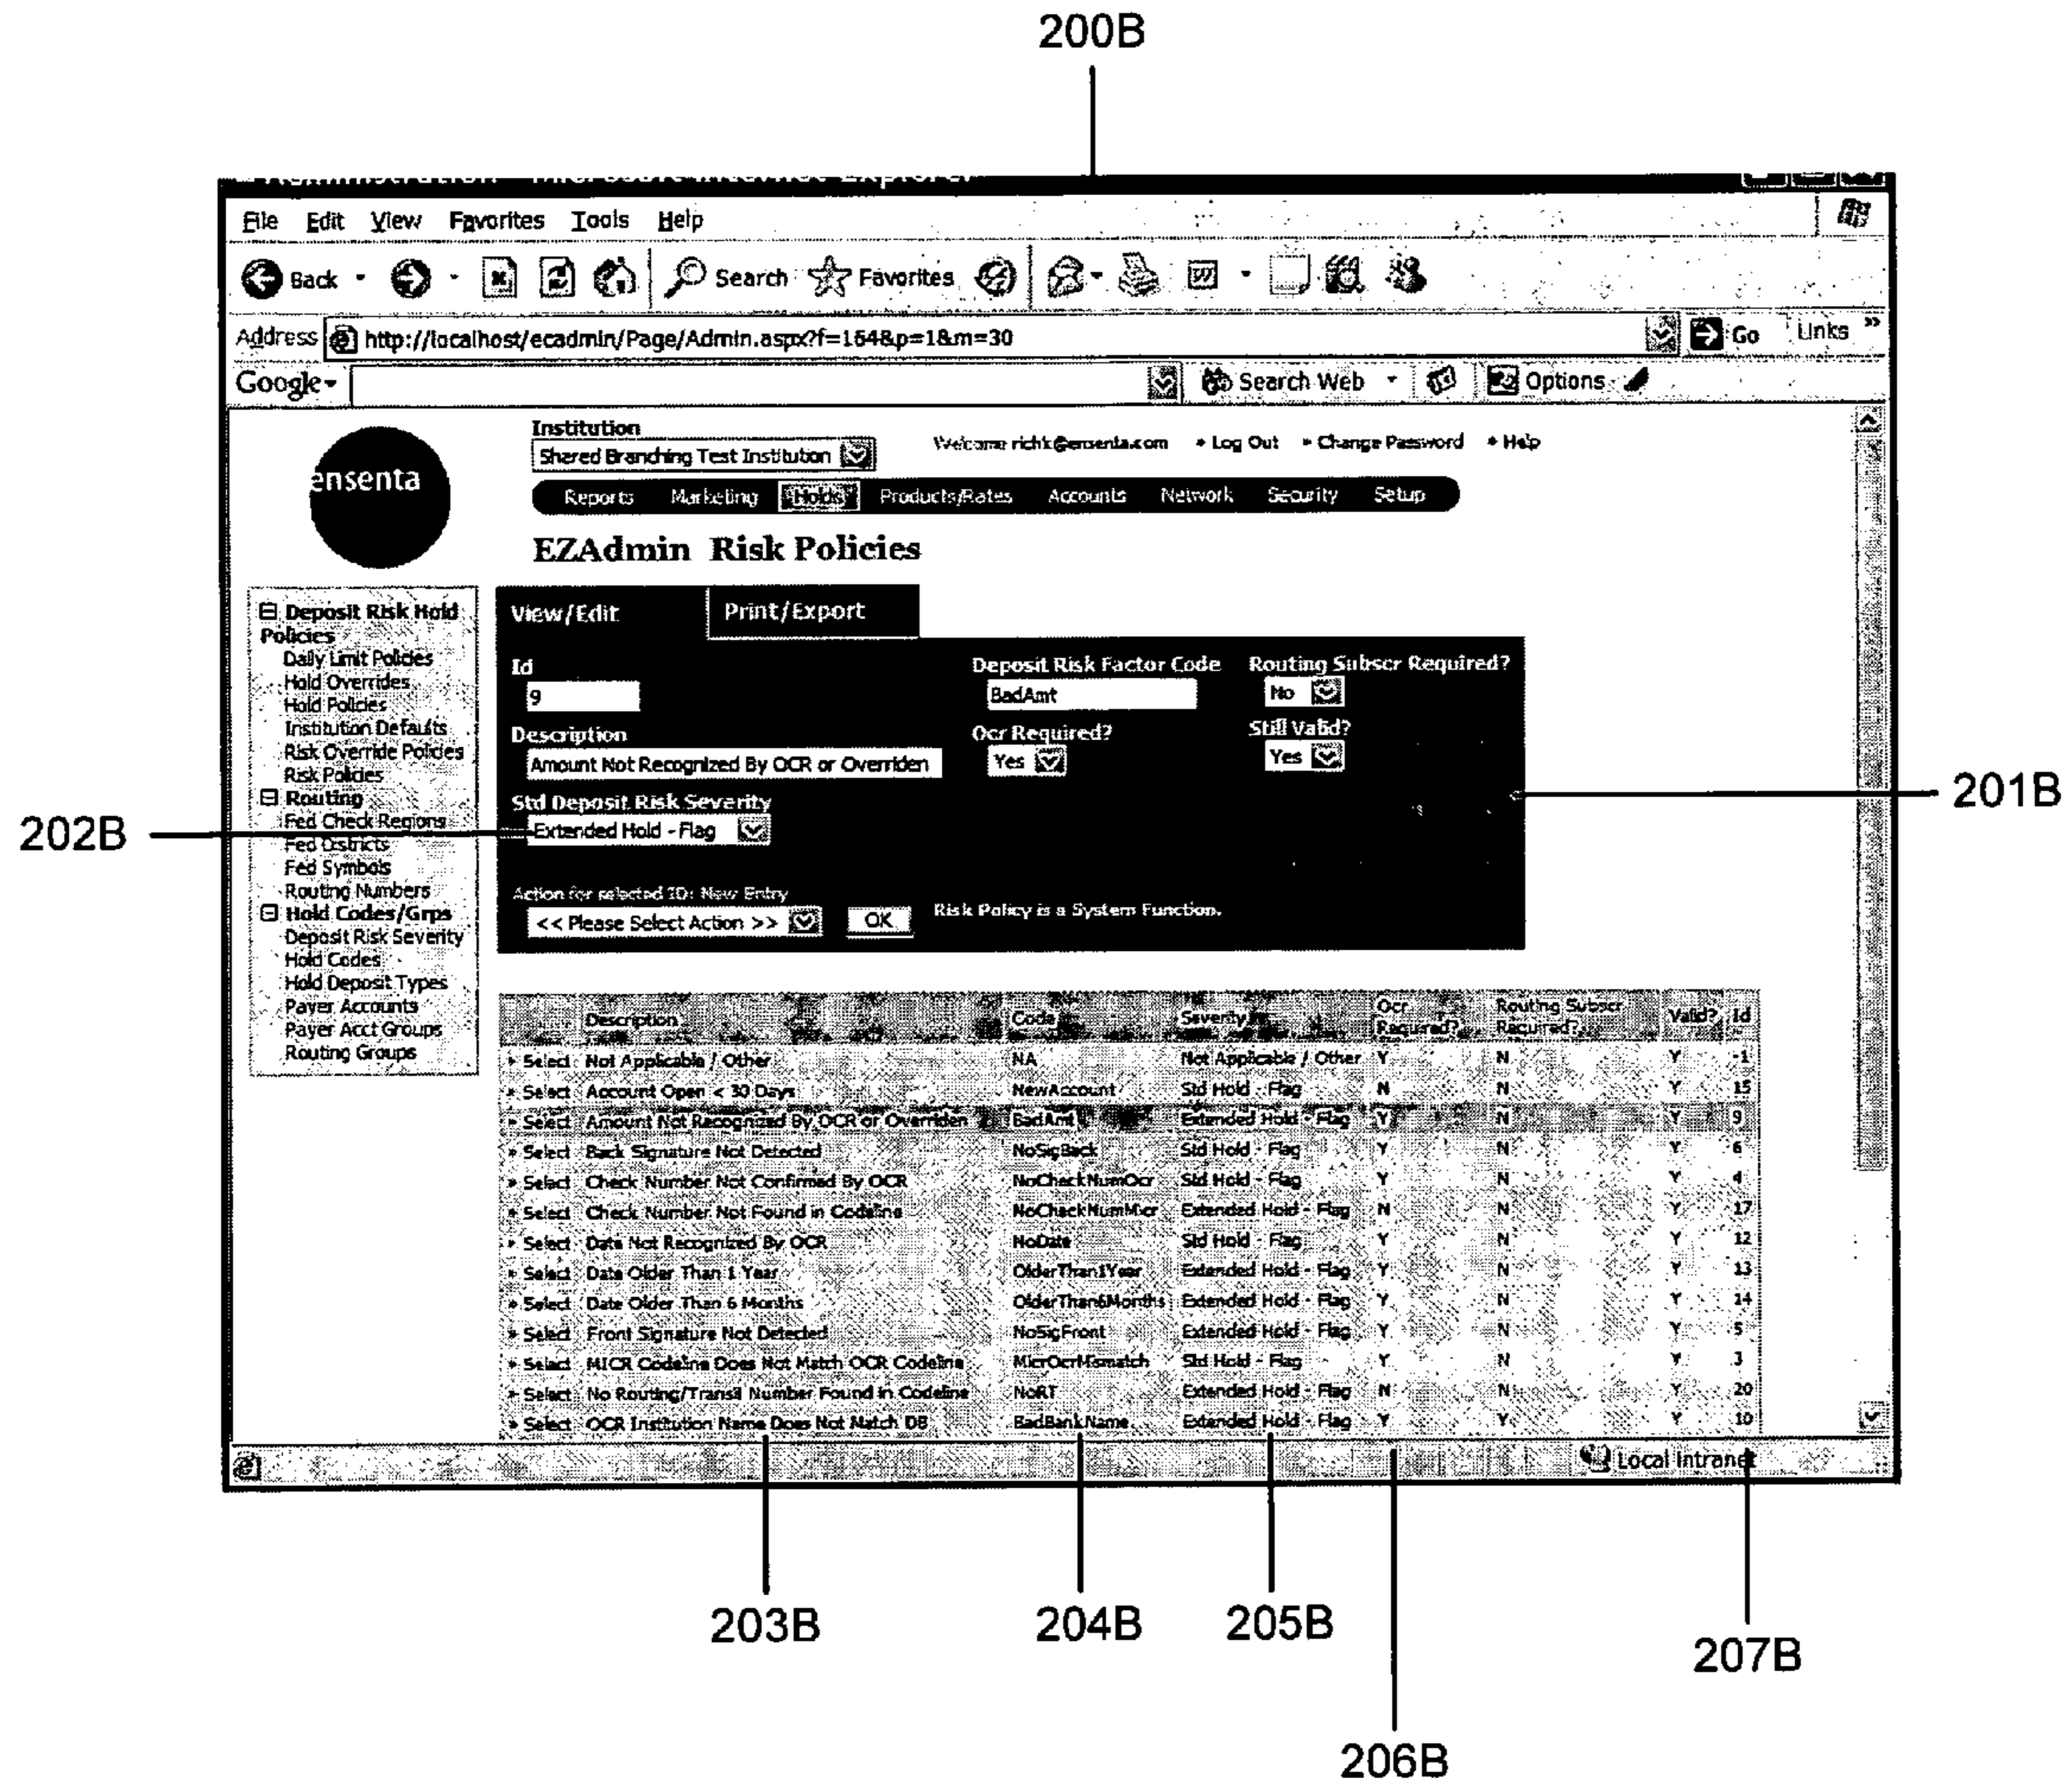 200B
File Edit View Favorites Tools Help
Back Search Favorites
Address http://localhost/ecadmin/Page/Admin.aspx?f=164&p=1&m=30 Go Links »
Google Search Web Options
ensenta
Institution
Shared Branching Test Institution
Welcome richk@ensenta.com Log Out Change Password Help
Reports Marketing Holds Products/Rates Accounts Network Security Setup
EZAdmin Risk Policies
Deposit Risk Hold
Policies
Daily Limit Policies
Hold Overrides
Hold Policies
Institution Defaults
Risk Override Policies
Risk Policies
Routing
Fed Check Regions
Fed Districts
Fed Symbols
Routing Numbers
Hold Codes/Grps
Deposit Risk Severity
Hold Codes
Hold Deposit Types
Payer Accounts
Payer Acct Groups
Routing Groups
View/Edit Print/Export
Id Deposit Risk Factor Code Routing Subscr Required?
9 BadAmt No
Description Ocr Required? Still Valid?
Amount Not Recognized By OCR or Overriden Yes Yes
Std Deposit Risk Severity
Extended Hold - Flag
Action for selected ID: New Entry
<< Please Select Action >> OK Risk Policy is a System Function.
201B
202B
Description Code Severity Ocr Required? Routing Subscr Required? Valid? Id
Select Not Applicable / Other NA Not Applicable / Other Y N Y -1
Select Account Open < 30 Days NewAccount Std Hold - Flag N N Y 15
Select Amount Not Recognized By OCR or Overriden BadAmt Extended Hold - Flag Y N Y 9
Select Back Signature Not Detected NoSigBack Std Hold - Flag Y N Y 6
Select Check Number Not Confirmed By OCR NoCheckNumOcr Std Hold - Flag Y N Y 4
Select Check Number Not Found in Codeline NoCheckNumMicr Extended Hold - Flag N N Y 17
Select Date Not Recognized By OCR NoDate Std Hold - Flag Y N Y 12
Select Date Older Than 1 Year OlderThan1Year Extended Hold - Flag Y N Y 13
Select Date Older Than 6 Months OlderThan6Months Extended Hold - Flag Y N Y 14
Select Front Signature Not Detected NoSigFront Extended Hold - Flag Y N Y 5
Select MICR Codeline Does Not Match OCR Codeline MicrOcrMismatch Std Hold - Flag Y N Y 3
Select No Routing/Transit Number Found in Codeline NoRT Extended Hold - Flag N N Y 20
Select OCR Institution Name Does Not Match DB BadBankName Extended Hold - Flag Y Y Y 10
Local intranet
203B
204B
205B
206B
207B